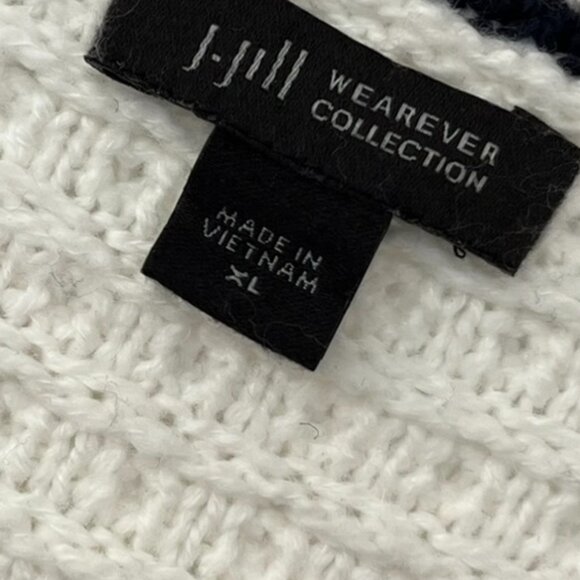 J.Jill WEAREVER
COLLECTION
MADE IN
VIETNAM
XL